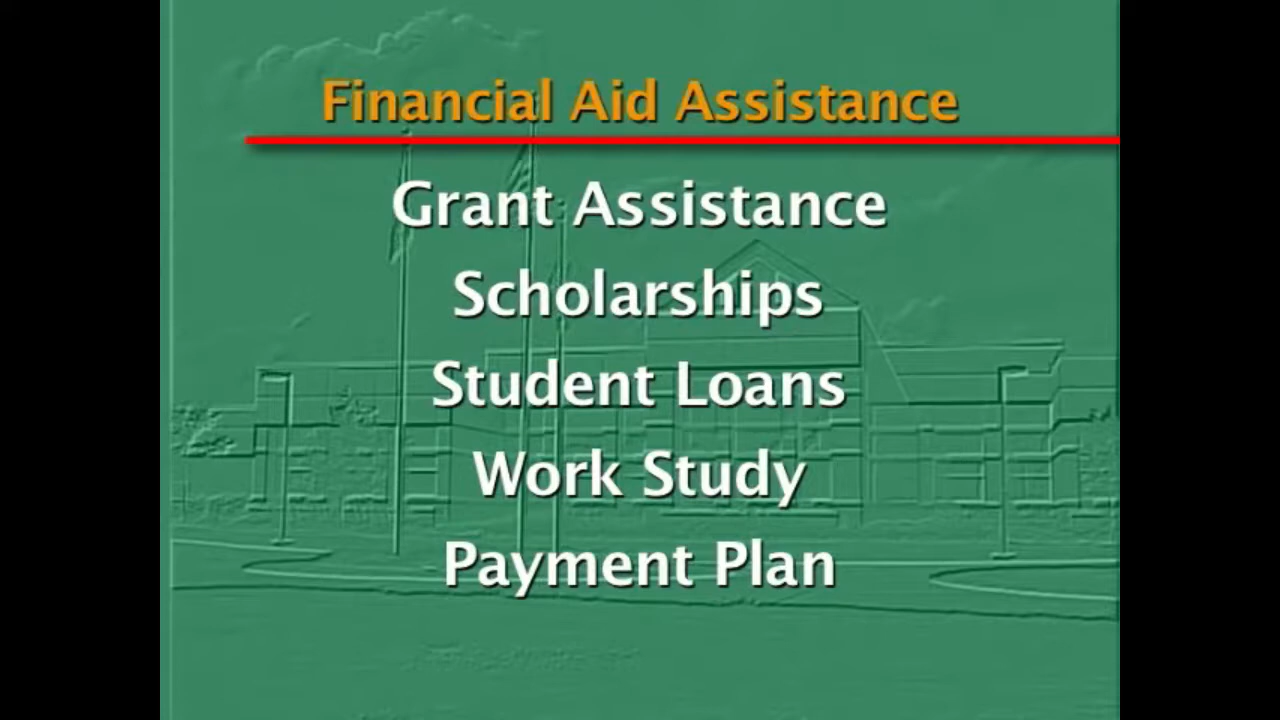 Financial Aid Assistance
Grant Assistance
Scholarships
Student Loans
Work Study
Payment Plan